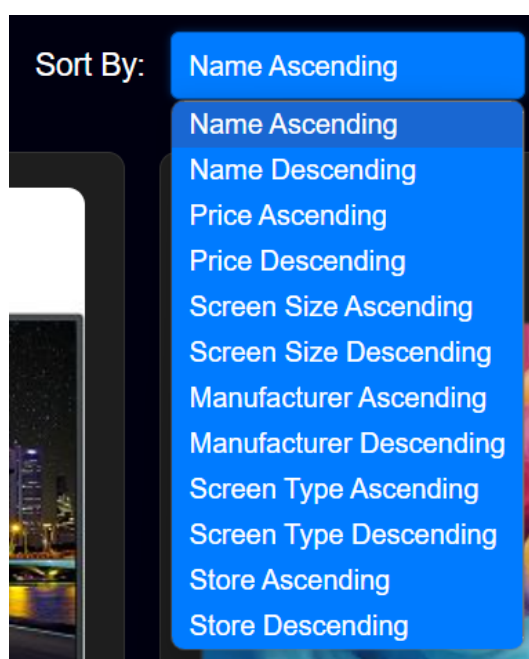 Sort By: Name Ascending
Name Ascending
Name Descending
Price Ascending
Price Descending
Screen Size Ascending
Screen Size Descending
Manufacturer Ascending
Manufacturer Descending
Screen Type Ascending
Screen Type Descending
Store Ascending
Store Descending